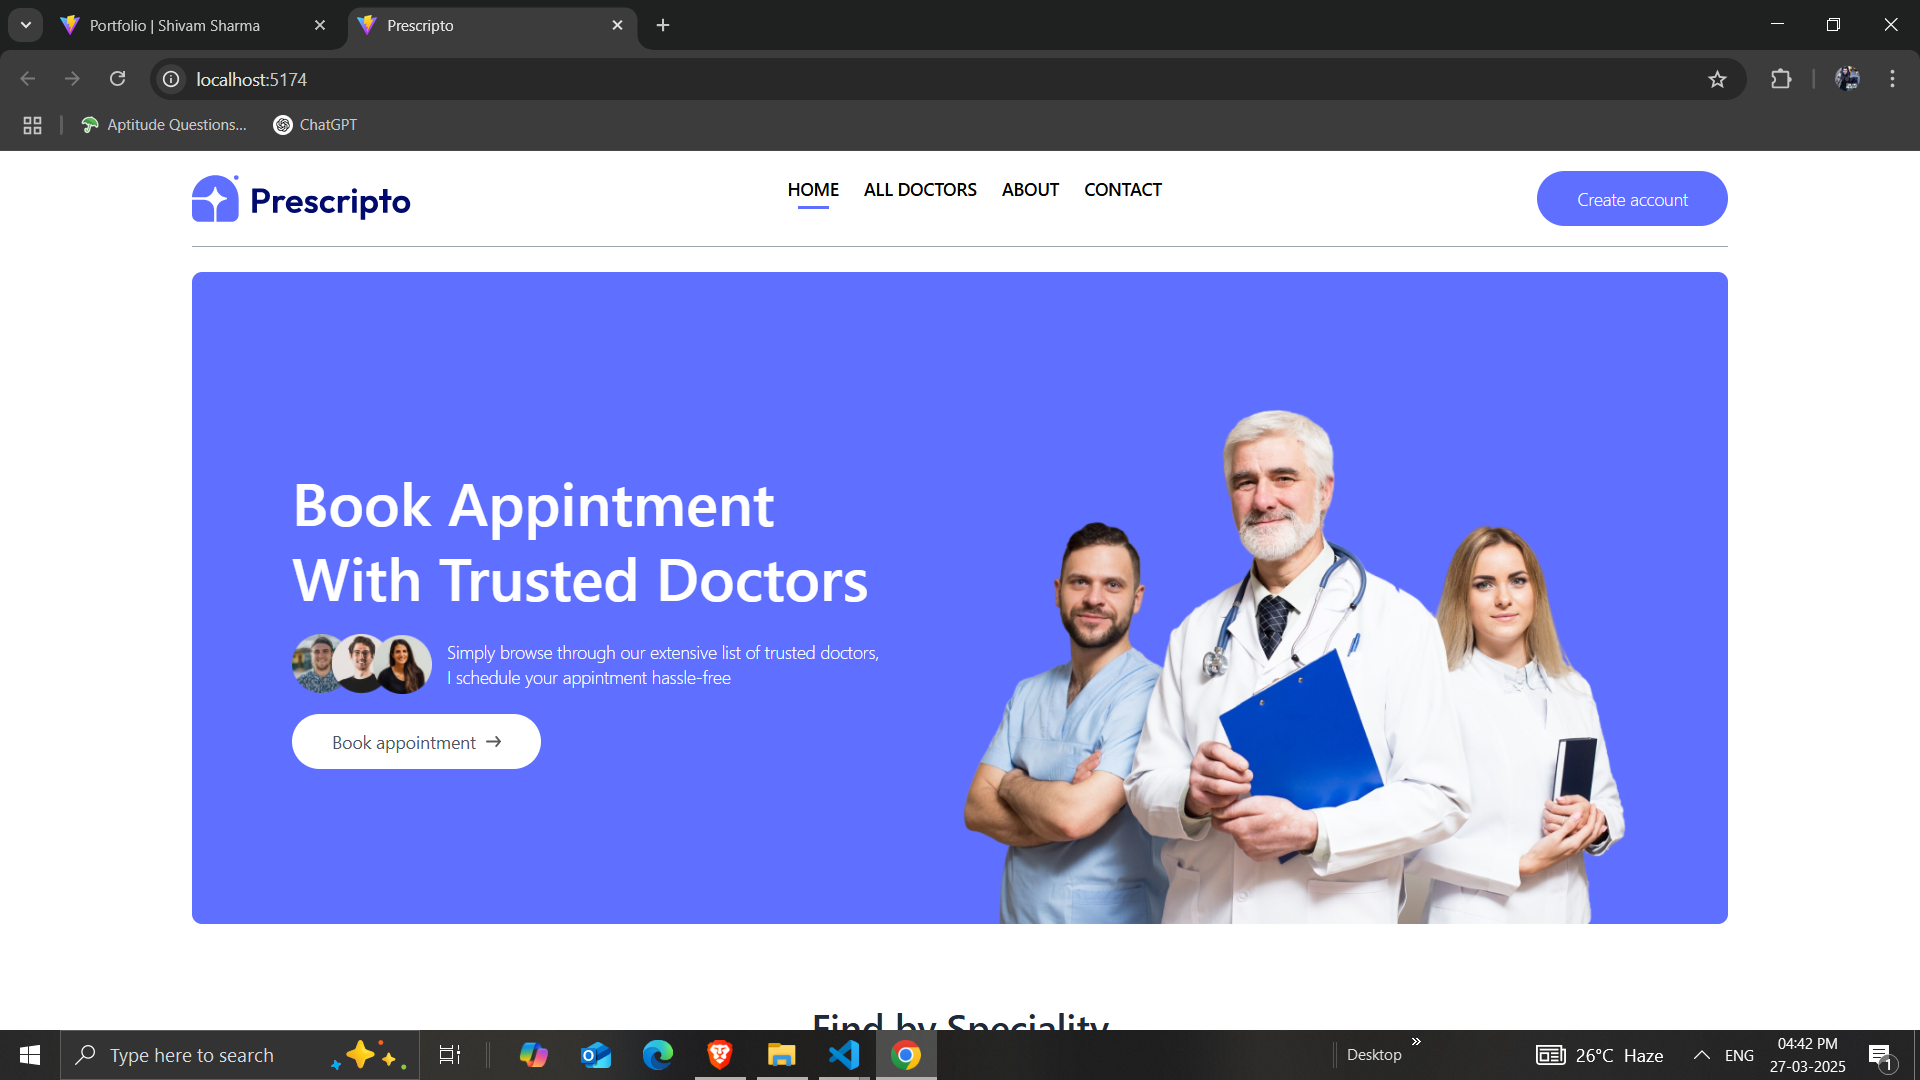 Portfolio | Shivam Sharma
Prescripto
localhost:5174
Aptitude Questions...
ChatGPT
Prescripto
HOME
ALL DOCTORS
ABOUT
CONTACT
Create account
Book Appintment
With Trusted Doctors
Simply browse through our extensive list of trusted doctors,
I schedule your appintment hassle-free
Book appointment →
Find by Speciality
Type here to search
Desktop
26°C Haze
ENG
04:42 PM
27-03-2025
1